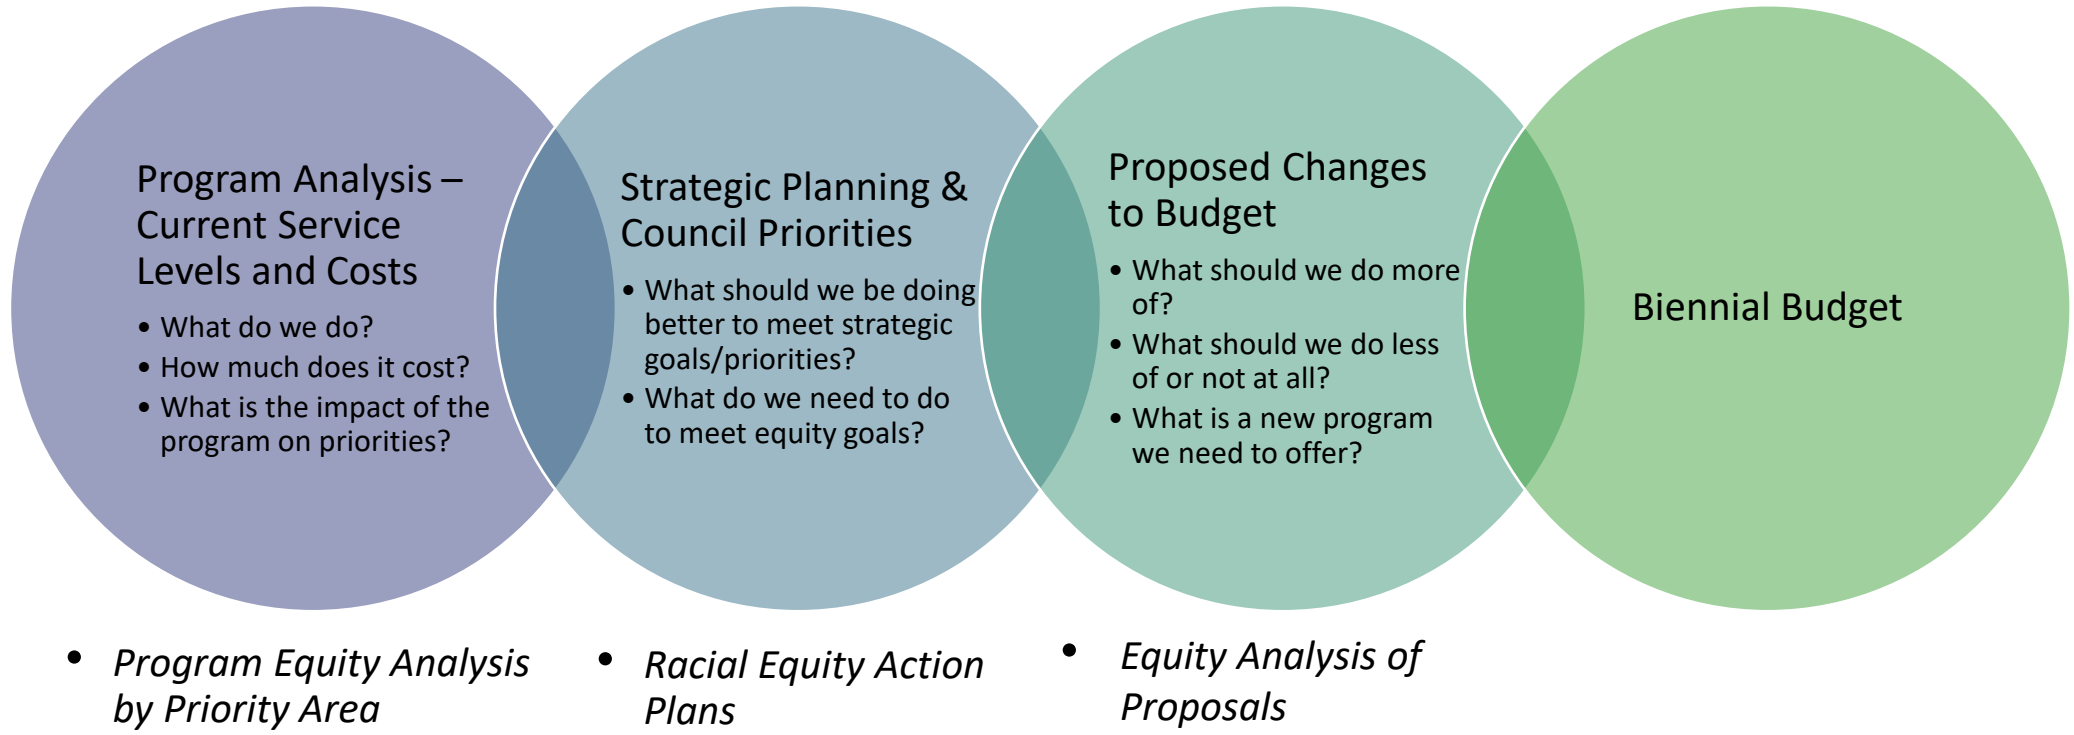 Program Analysis –
Current Service
Levels and Costs
• What do we do?
• How much does it cost?
• What is the impact of the
program on priorities?
Strategic Planning &
Council Priorities
• What should we be doing
better to meet strategic
goals/priorities?
• What do we need to do
to meet equity goals?
Proposed Changes
to Budget
• What should we do more
of?
• What should we do less
of or not at all?
• What is a new program
we need to offer?
Biennial Budget
• Program Equity Analysis
by Priority Area
• Racial Equity Action
Plans
• Equity Analysis of
Proposals